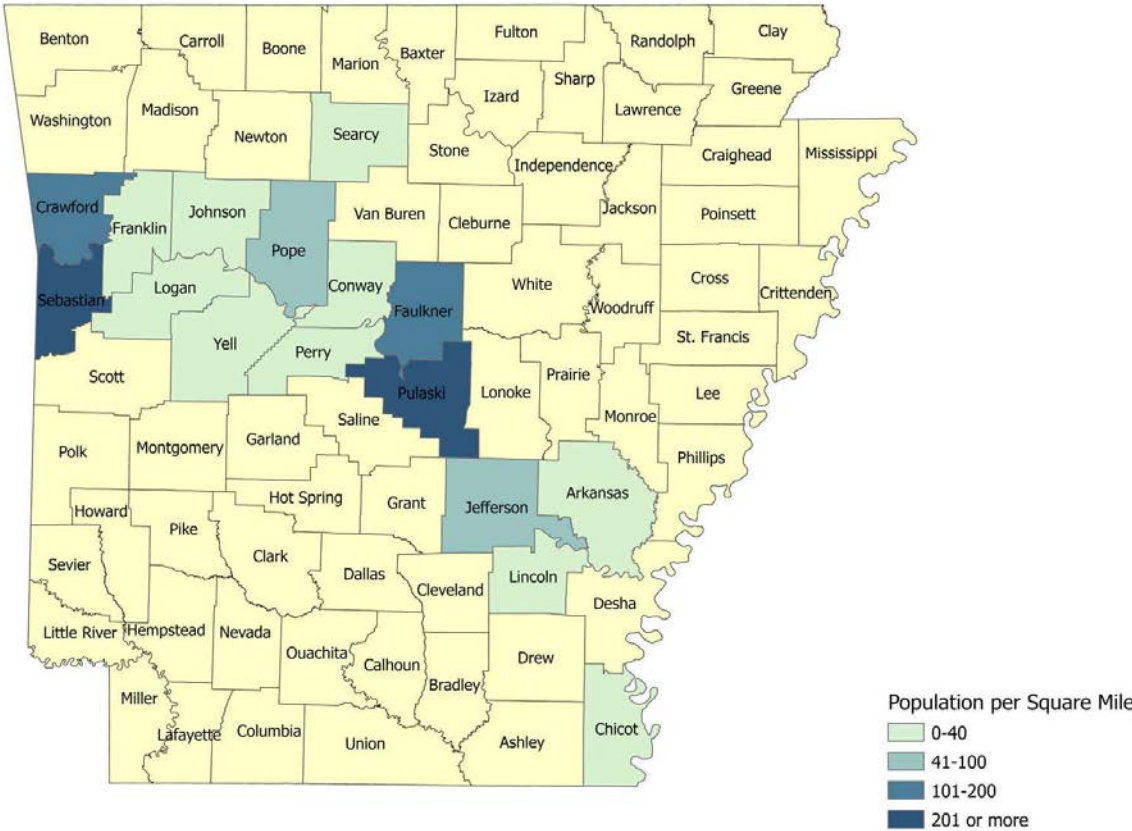 Benton
Carroll
Boone
Marion
Baxter
Fulton
Randolph
Clay
Sharp
Izard
Greene
Lawrence
Washington
Madison
Newton
Searcy
Stone
Independence
Craighead
Mississippi
Crawford
Franklin
Johnson
Pope
Van Buren
Cleburne
Jackson
Poinsett
Sebastian
Logan
Conway
Faulkner
White
Woodruff
Cross
Crittenden
Yell
Perry
St. Francis
Scott
Pulaski
Lonoke
Prairie
Monroe
Lee
Saline
Polk
Montgomery
Garland
Phillips
Hot Spring
Grant
Jefferson
Arkansas
Howard
Pike
Clark
Sevier
Dallas
Cleveland
Lincoln
Desha
Little River
Hempstead
Nevada
Ouachita
Calhoun
Bradley
Drew
Miller
Lafayette
Columbia
Union
Ashley
Chicot
Population per Square Mile
0-40
41-100
101-200
201 or more